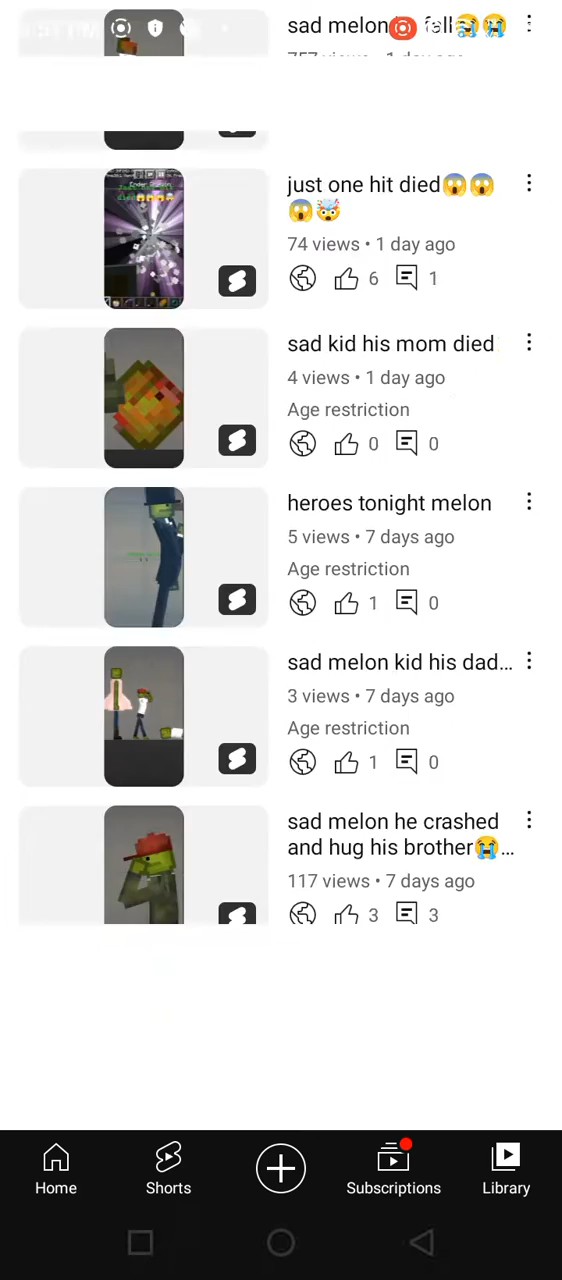 sad melon fall😭😭
just one hit died😱😱
😱🤯
74 views • 1 day ago
6
1
sad kid his mom died
4 views • 1 day ago
Age restriction
0
0
heroes tonight melon
5 views • 7 days ago
Age restriction
1
0
sad melon kid his dad...
3 views • 7 days ago
Age restriction
1
0
sad melon he crashed
and hug his brother😭...
117 views • 7 days ago
3
3
Home
Shorts
Subscriptions
Library